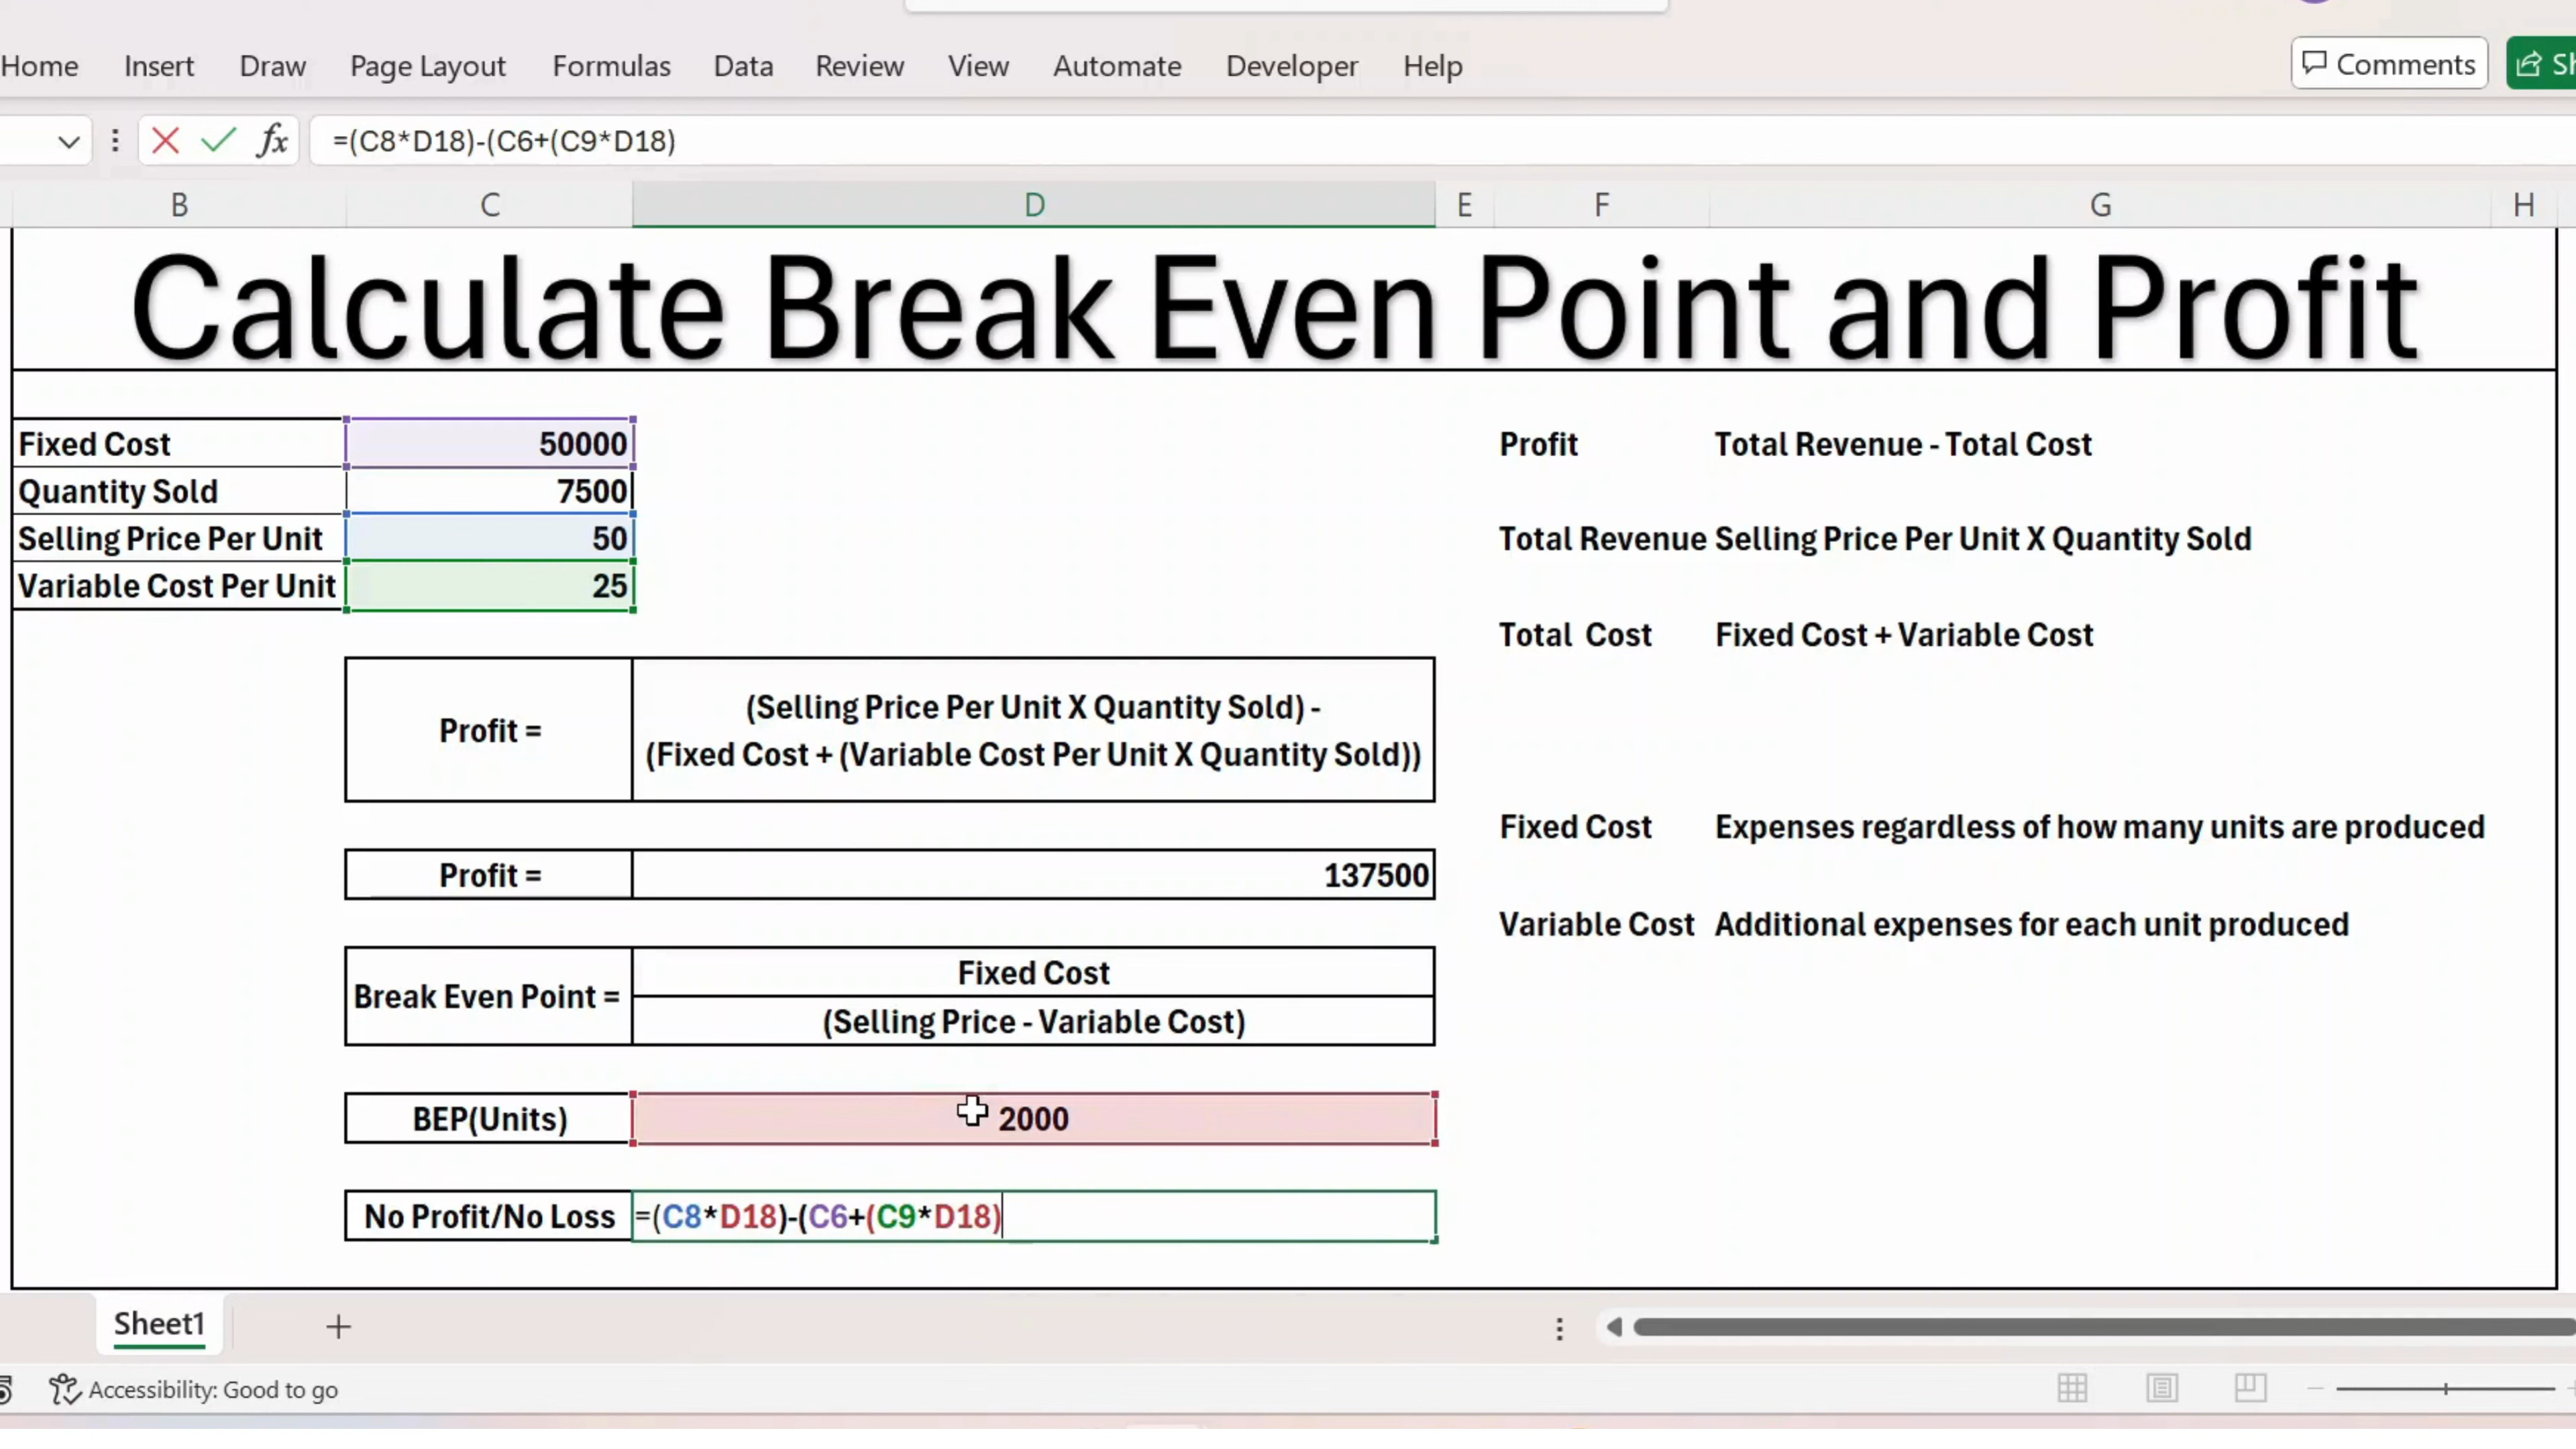 Home Insert Draw Page Layout Formulas Data Review View Automate Developer Help Comments
fx =(C8*D18)-(C6+(C9*D18)
B C D E F G H
Calculate Break Even Point and Profit
Fixed Cost 50000 Profit Total Revenue - Total Cost
Quantity Sold 7500
Selling Price Per Unit 50 Total Revenue Selling Price Per Unit X Quantity Sold
Variable Cost Per Unit 25
Total Cost Fixed Cost + Variable Cost
(Selling Price Per Unit X Quantity Sold) -
Profit =
(Fixed Cost + (Variable Cost Per Unit X Quantity Sold))
Fixed Cost Expenses regardless of how many units are produced
Profit = 137500
Variable Cost Additional expenses for each unit produced
Fixed Cost
Break Even Point =
(Selling Price - Variable Cost)
BEP(Units) 2000
No Profit/No Loss =(C8*D18)-(C6+(C9*D18)
Sheet1 +
Accessibility: Good to go